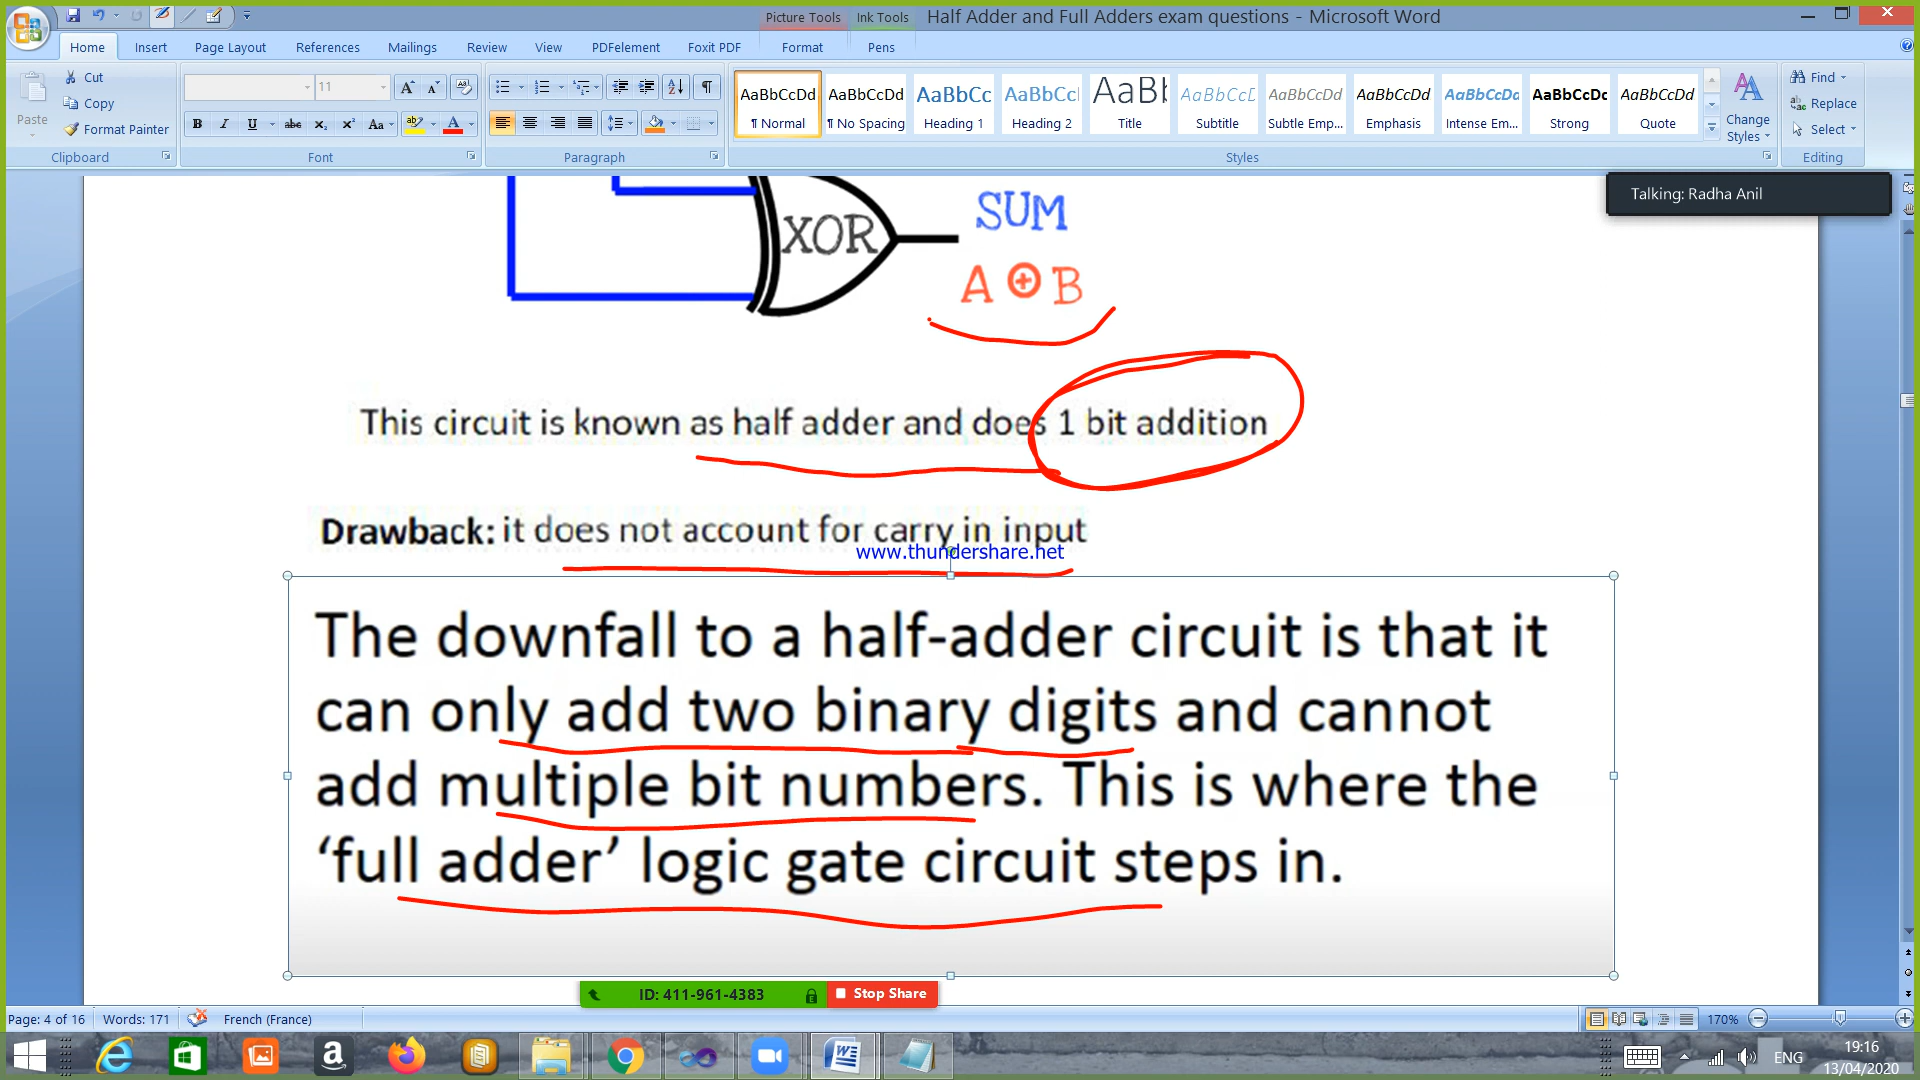 Picture Tools
Ink Tools
Half Adder and Full Adders exam questions - Microsoft Word
Home
Insert
Page Layout
References
Mailings
Review
View
PDFelement
Foxit PDF
Format
Pens
Paste
Cut
Copy
Format Painter
Clipboard
11
Font
Paragraph
AaBbCcDd
¶ Normal
AaBbCcDd
¶ No Spacing
AaBbCc
Heading 1
AaBbCc
Heading 2
AaBb
Title
AaBbCcD
Subtitle
AaBbCcDd
Subtle Emp...
AaBbCcDd
Emphasis
AaBbCcDd
Intense Em...
AaBbCcDd
Strong
AaBbCcDd
Quote
Change
Styles
Styles
Find
Replace
Select
Editing
Talking: Radha Anil
XOR
SUM
A ⊕ B
This circuit is known as half adder and does 1 bit addition
Drawback: it does not account for carry in input
www.thundershare.net
The downfall to a half-adder circuit is that it
can only add two binary digits and cannot
add multiple bit numbers. This is where the
‘full adder’ logic gate circuit steps in.
ID: 411-961-4383
Stop Share
Page: 4 of 16
Words: 171
French (France)
170%
ENG
19:16
13/04/2020